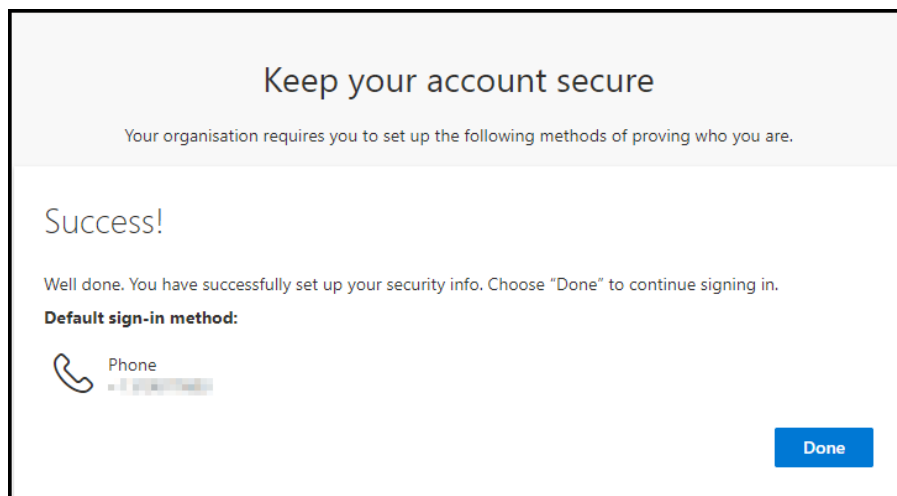 Keep your account secure
Your organisation requires you to set up the following methods of proving who you are.
Success!
Well done. You have successfully set up your security info. Choose “Done” to continue signing in.
Default sign-in method:
Phone
Done